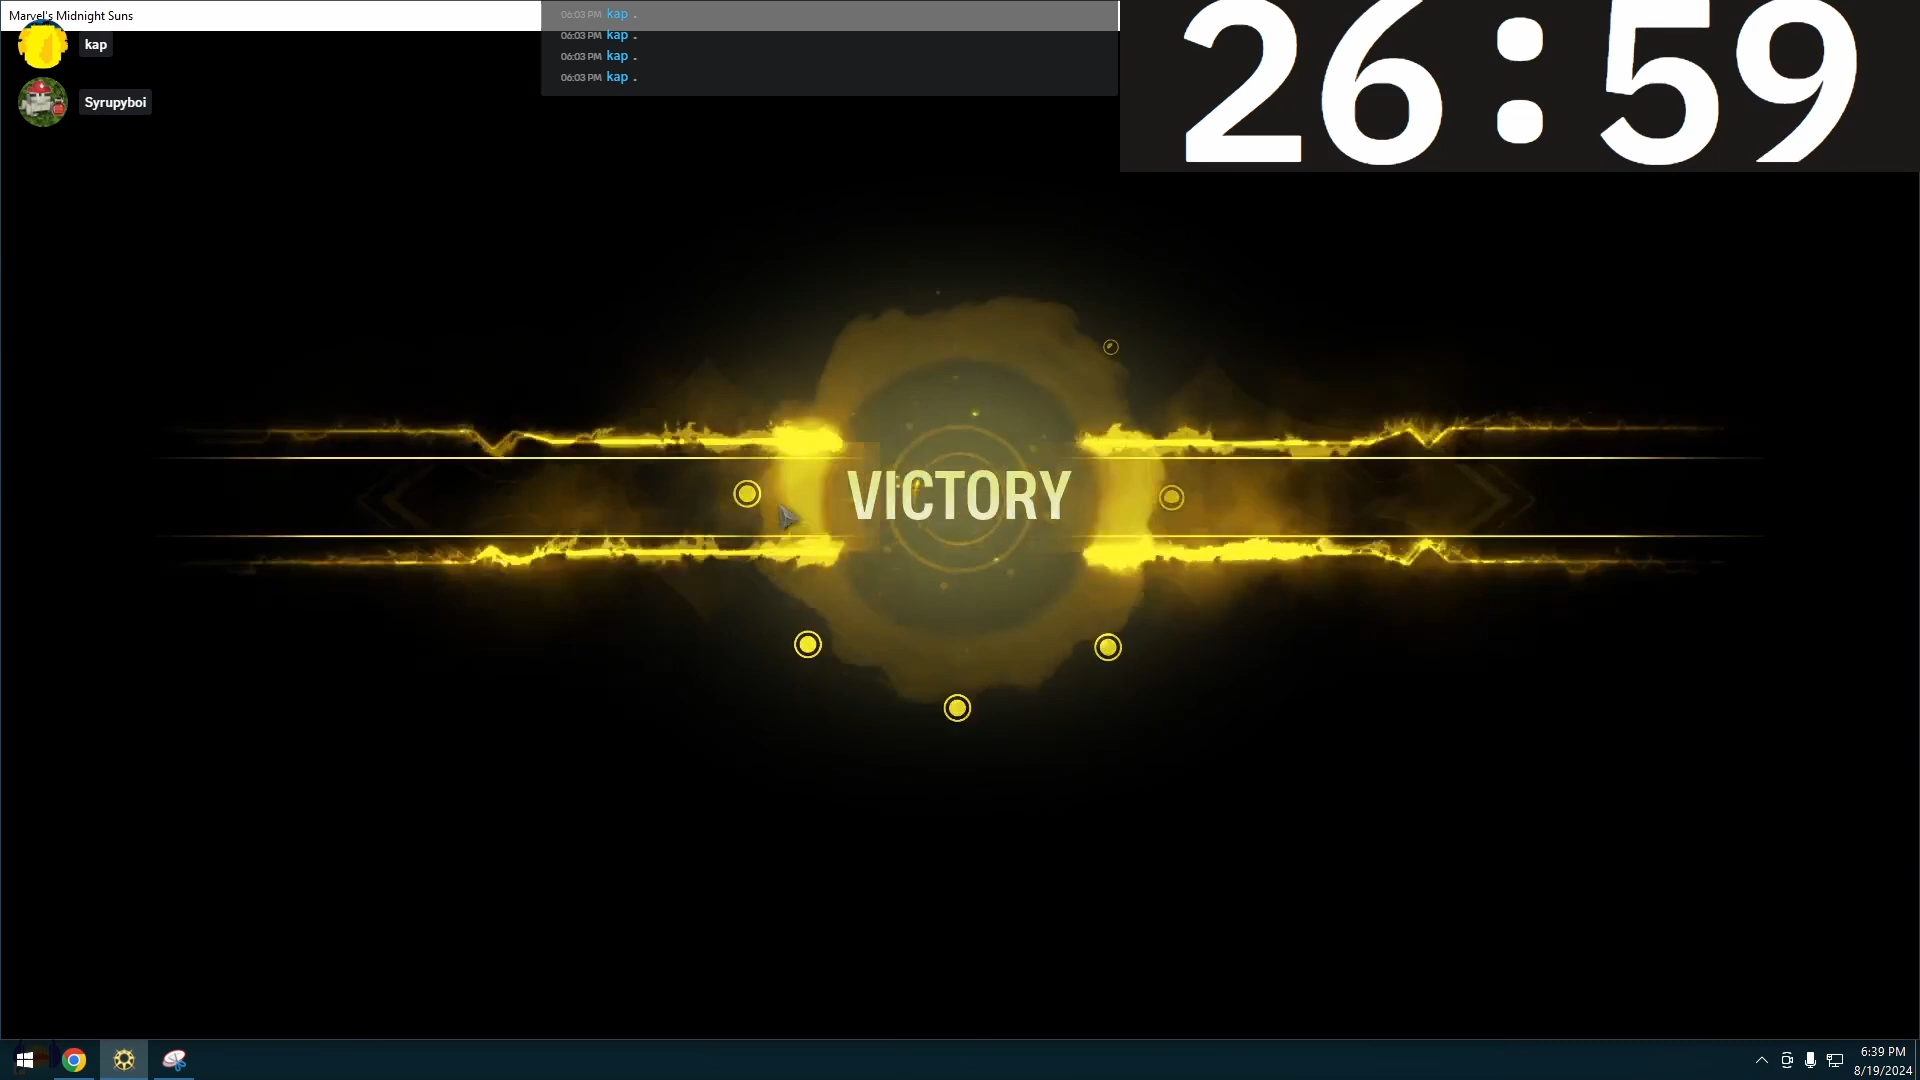 Marvel's Midnight Suns
06:03 PM kap .
06:03 PM kap .
06:03 PM kap .
06:03 PM kap .
26:59
kap
Syrupyboi
VICTORY
6:39 PM
8/19/2024